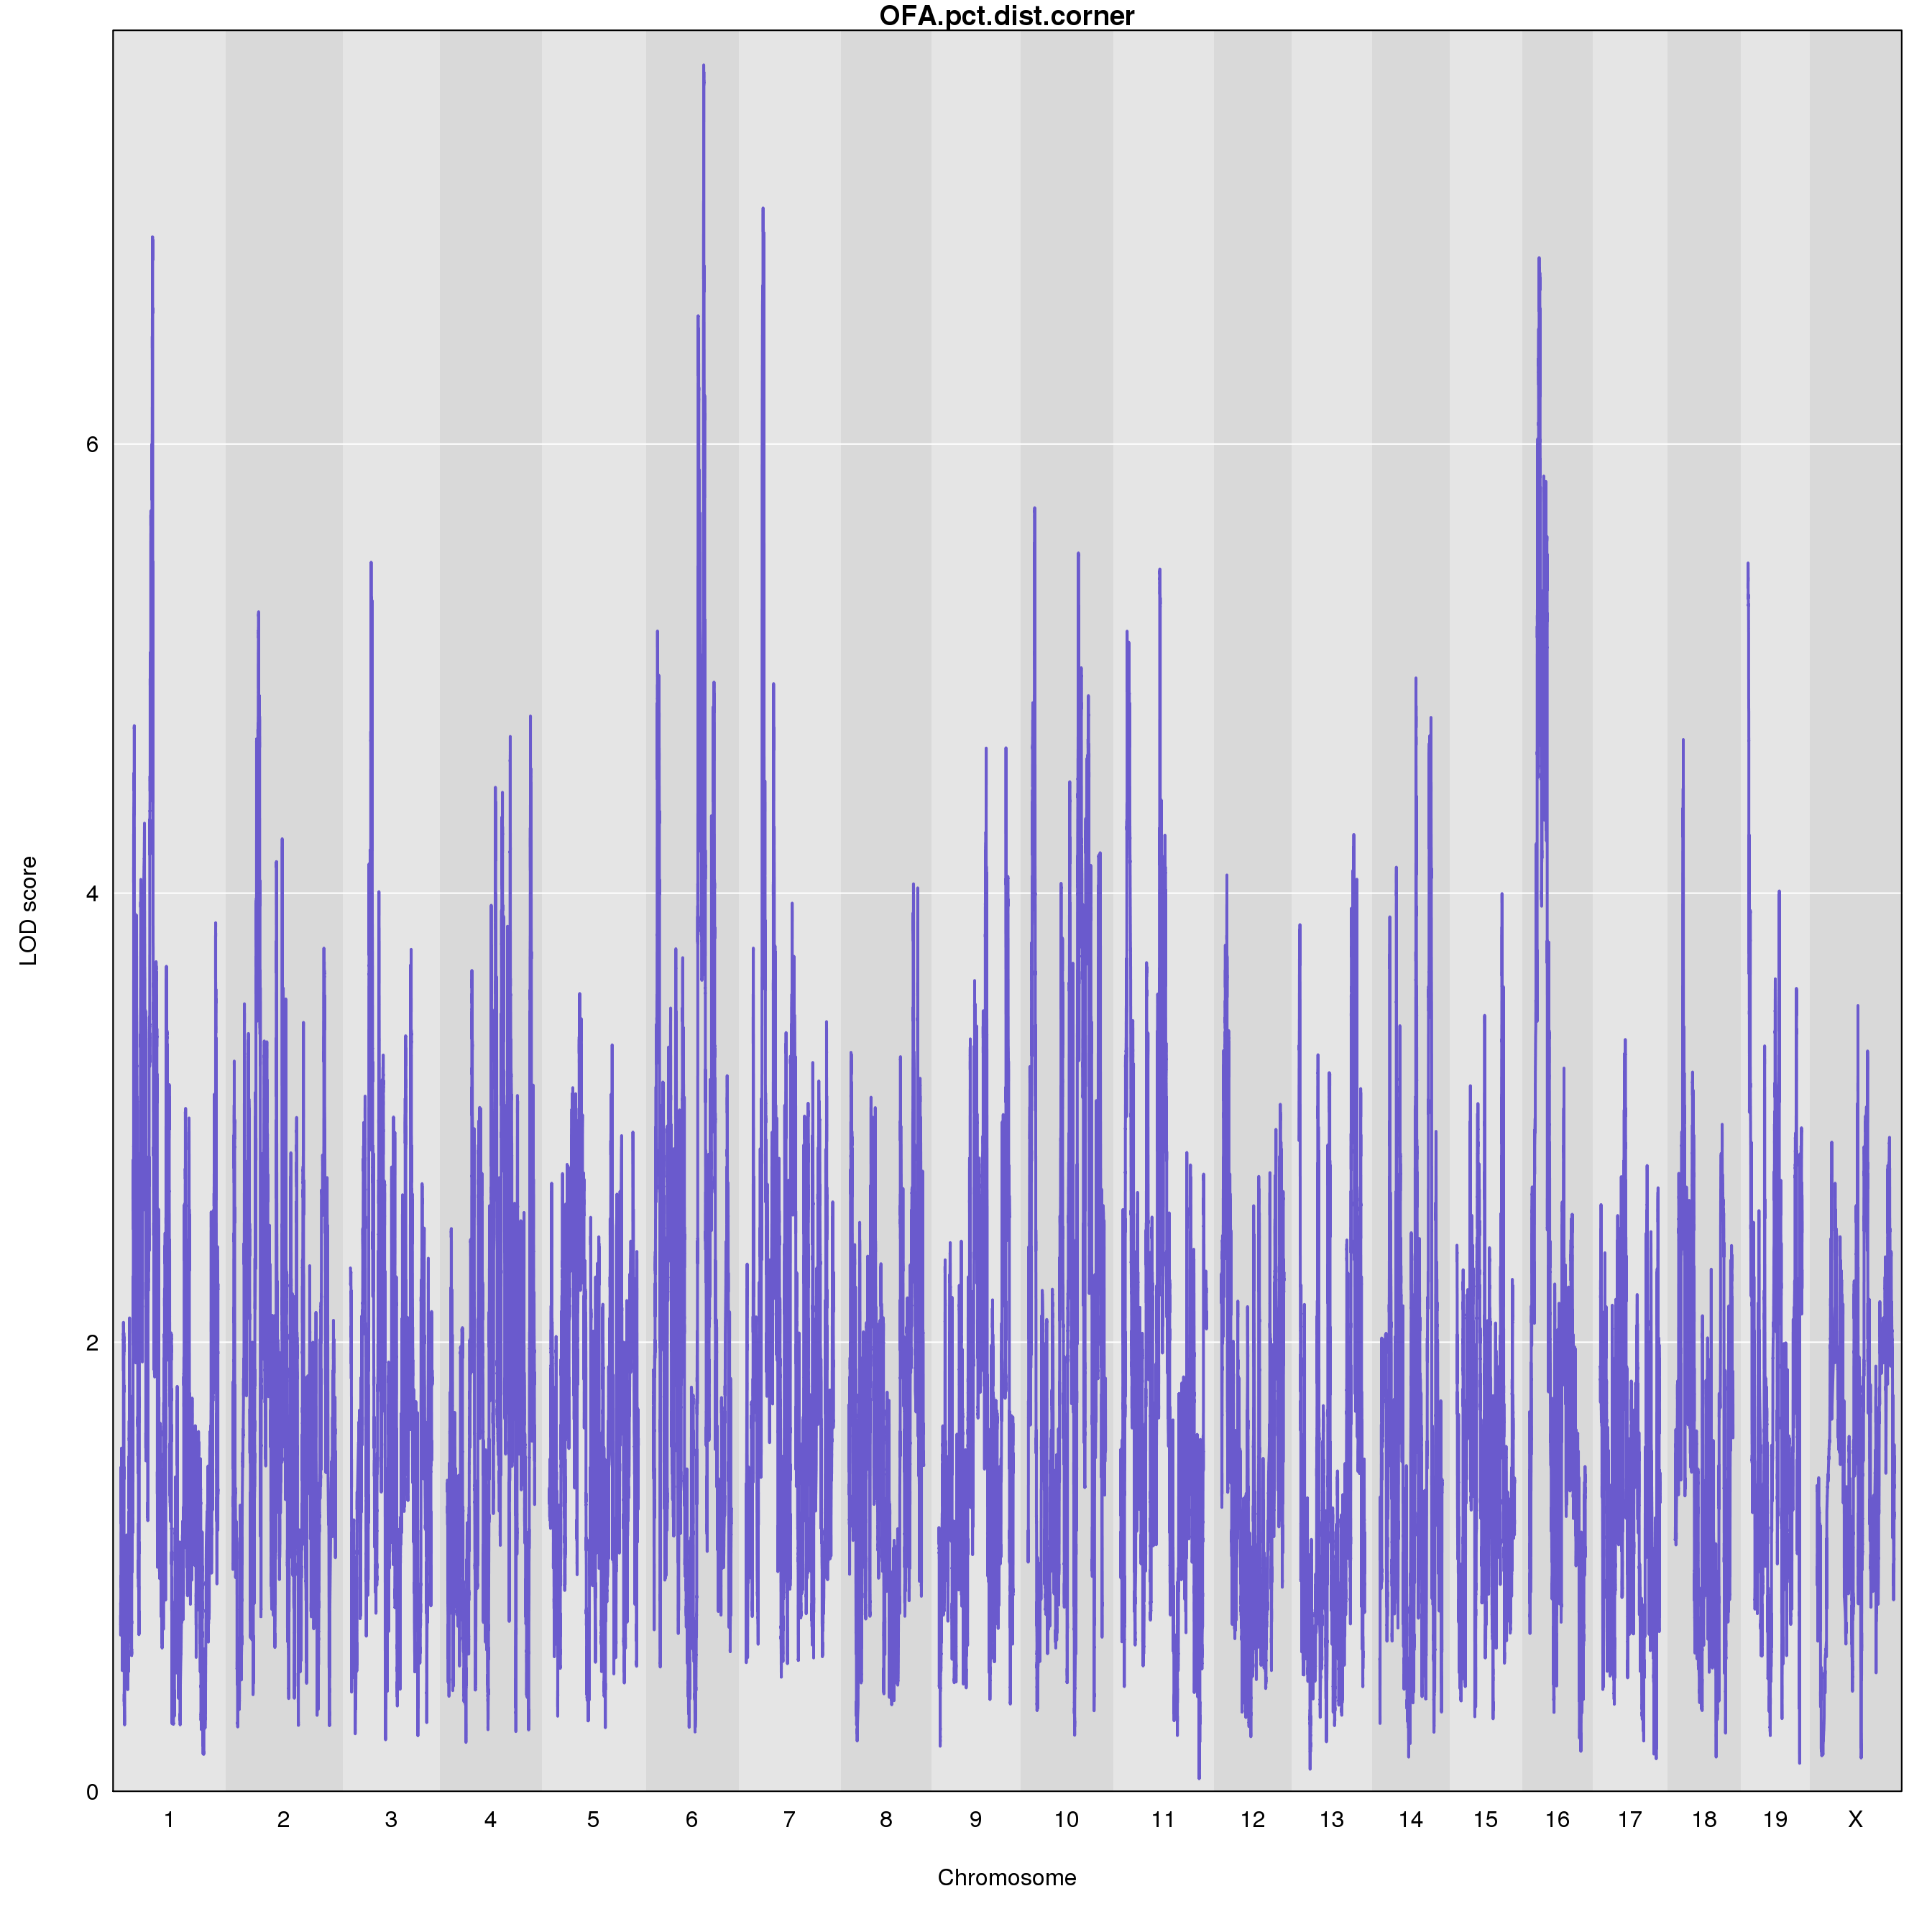 OFA.pct.dist.corner
LOD score
6
4
2
0
1 2 3 4 5 6 7 8 9 10 11 12 13 14 15 16 17 18 19 X
Chromosome